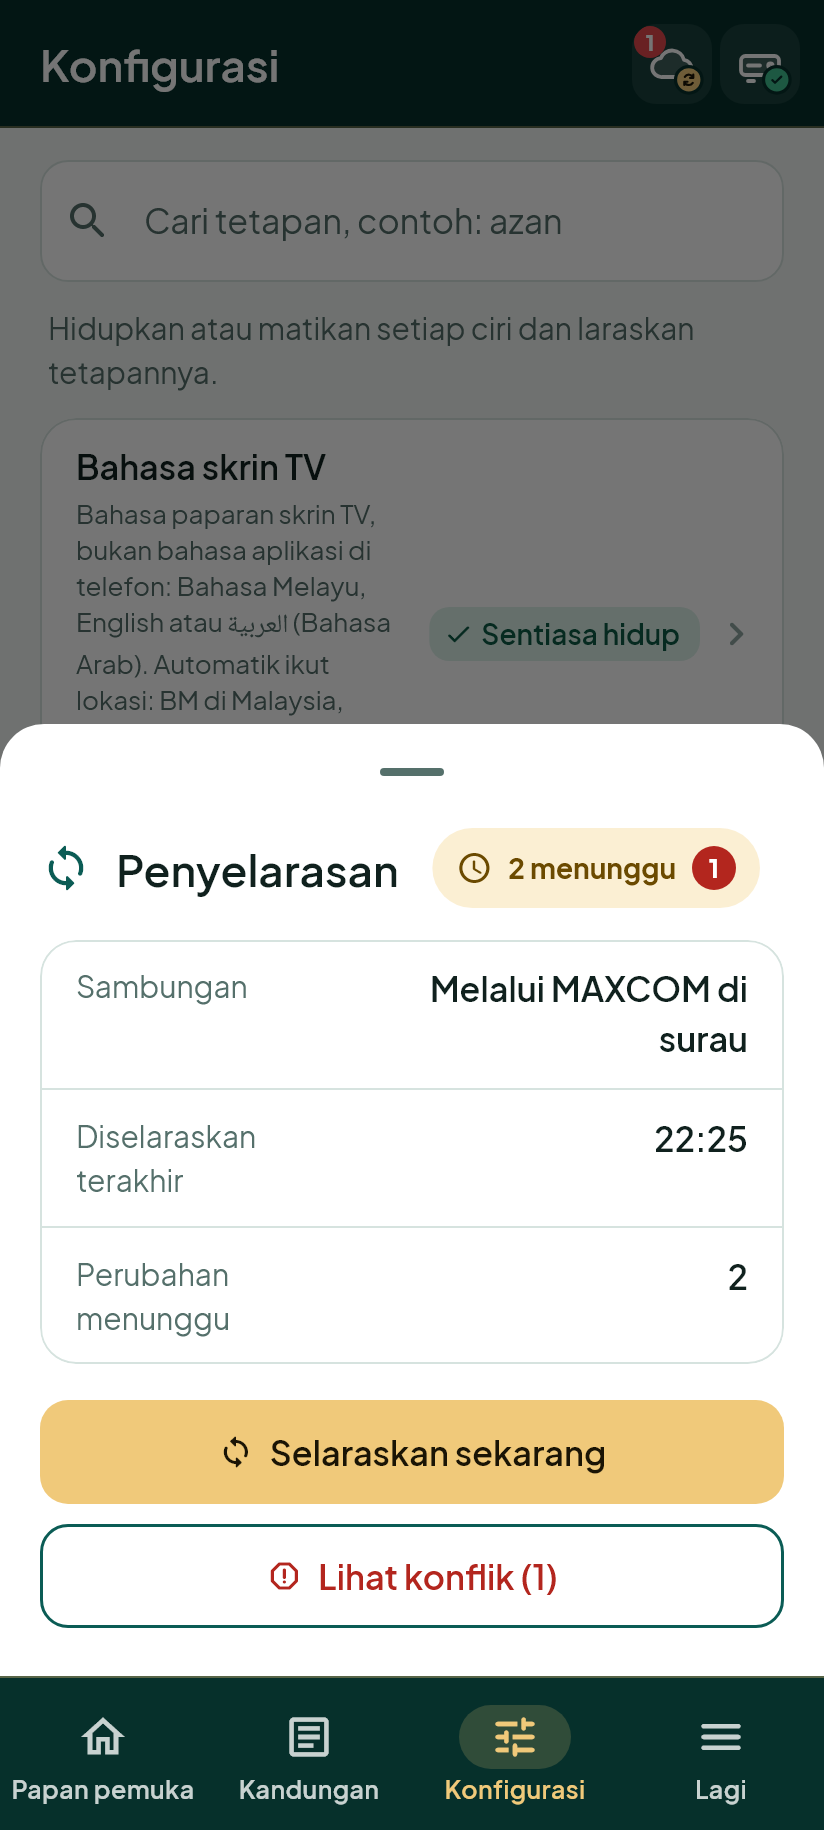 Konfigurasi
1
Cari tetapan, contoh: azan
Hidupkan atau matikan setiap ciri dan laraskan
tetapannya.
Bahasa skrin TV
Bahasa paparan skrin TV,
bukan bahasa aplikasi di
telefon: Bahasa Melayu,
English atau العربية (Bahasa
Arab). Automatik ikut
lokasi: BM di Malaysia,
Sentiasa hidup
Penyelarasan
2 menunggu 1
Sambungan
Melalui MAXCOM di
surau
Diselaraskan
terakhir
22:25
Perubahan
menunggu
2
Selaraskan sekarang
Lihat konflik (1)
Papan pemuka
Kandungan
Konfigurasi
Lagi